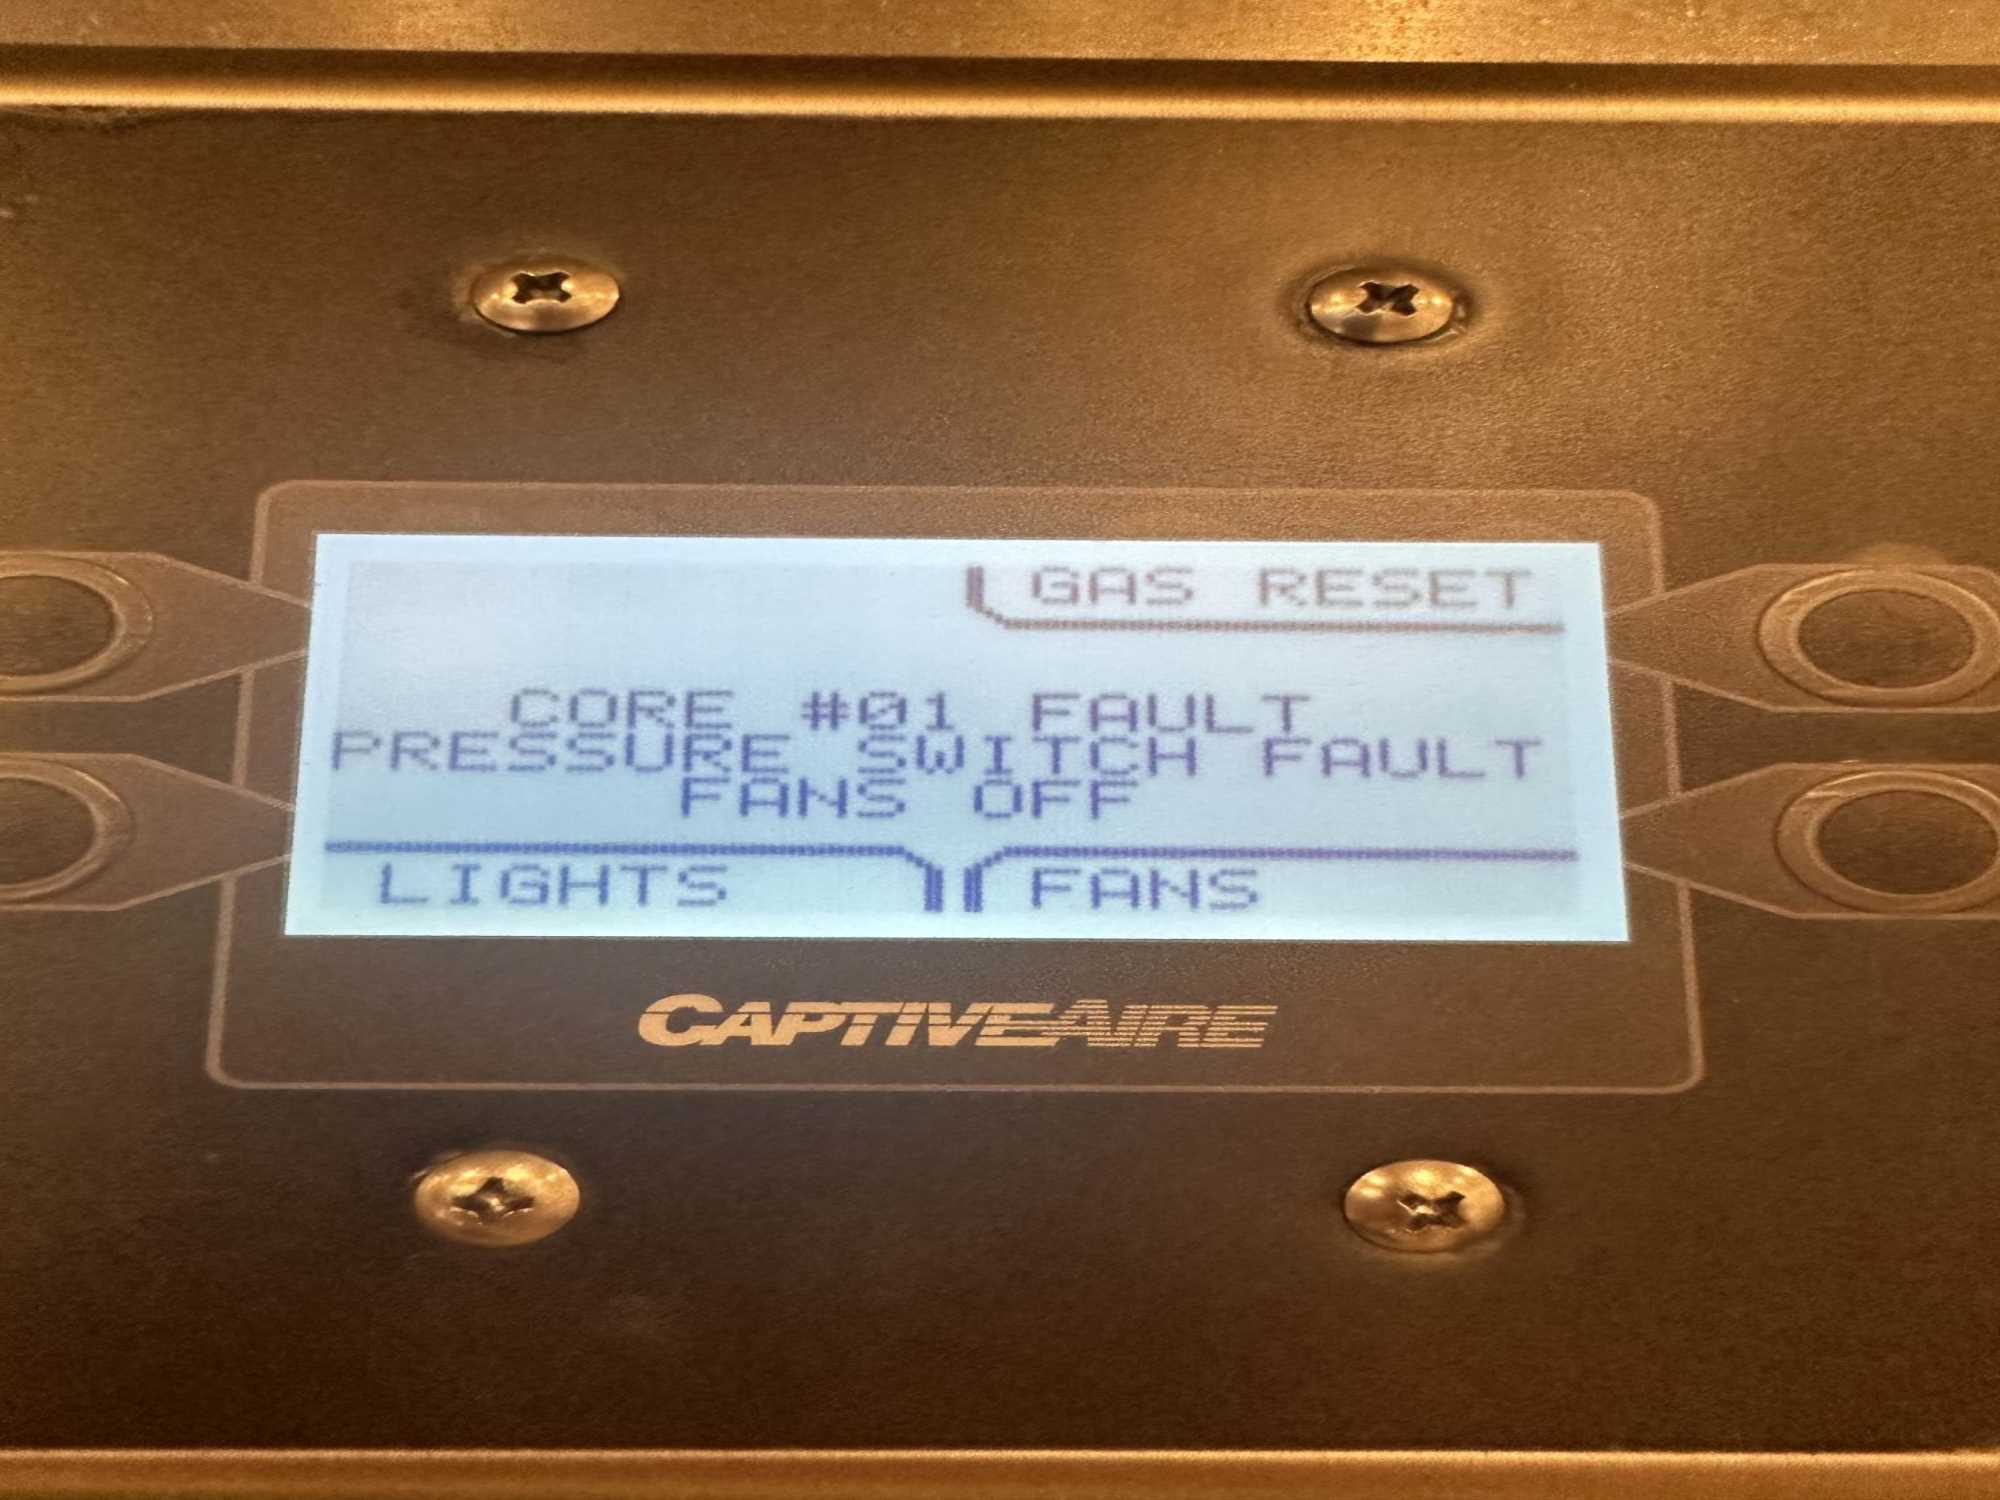 GAS RESET
CORE #01 FAULT
PRESSURE SWITCH FAULT
FANS OFF
LIGHTS
FANS
CAPTIVEAIRE